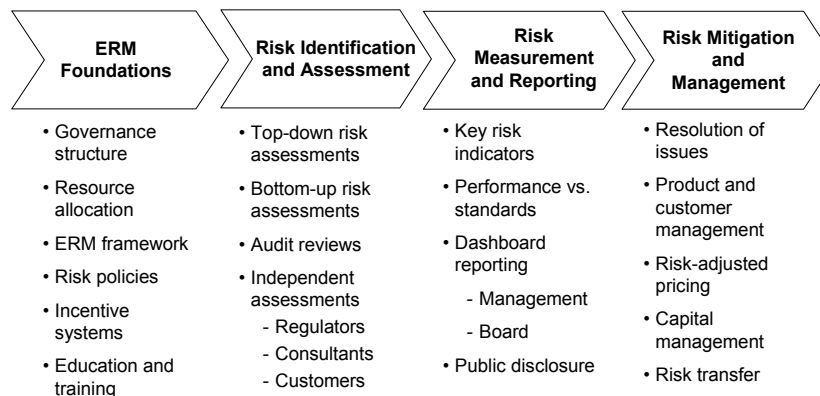 ERM
Foundations
• Governance
structure
• Resource
allocation
• ERM framework
• Risk policies
• Incentive
systems
• Education and
training
Risk Identification
and Assessment
• Top-down risk
assessments
• Bottom-up risk
assessments
• Audit reviews
• Independent
assessments
- Regulators
- Consultants
- Customers
Risk
Measurement
and Reporting
• Key risk
indicators
• Performance vs.
standards
• Dashboard
reporting
- Management
- Board
• Public disclosure
Risk Mitigation
and
Management
• Resolution of
issues
• Product and
customer
management
• Risk-adjusted
pricing
• Capital
management
• Risk transfer